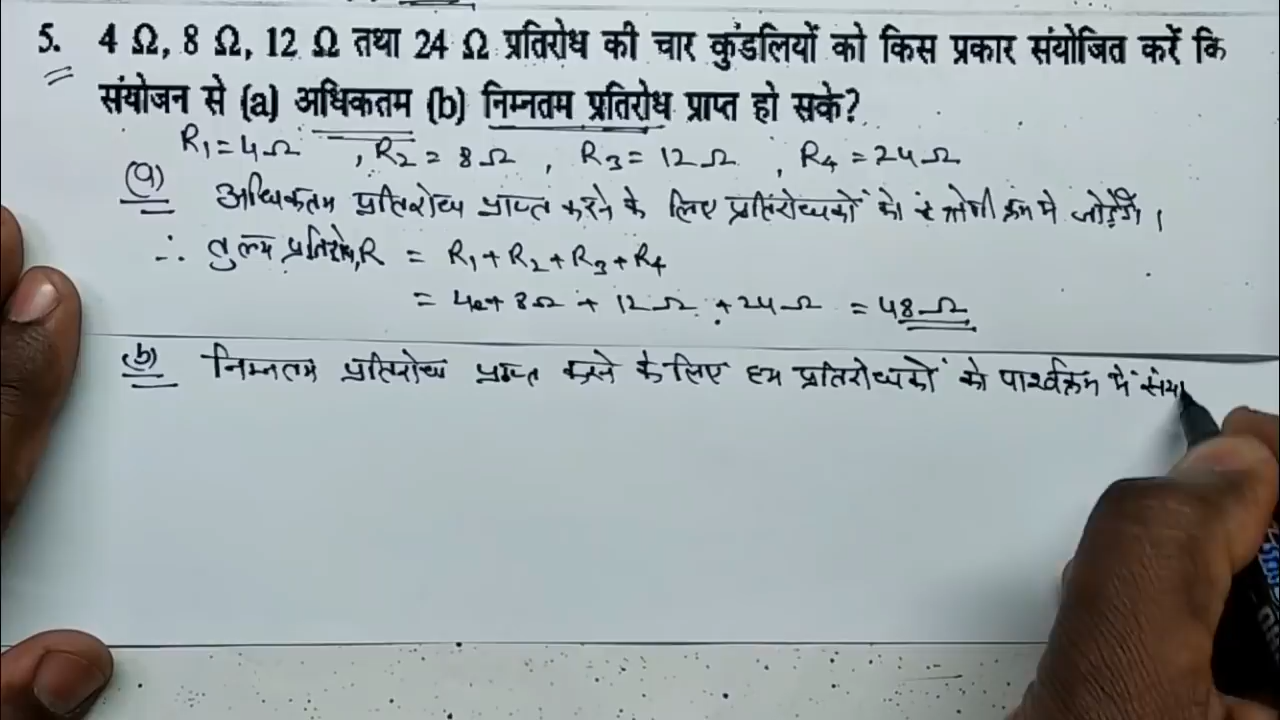 5. 4 Ω, 8 Ω, 12 Ω तथा 24 Ω प्रतिरोध की चार कुंडलियों को किस प्रकार संयोजित करें कि
संयोजन से (a) अधिकतम (b) निम्नतम प्रतिरोध प्राप्त हो सके?
R₁ = 4Ω , R₂ = 8Ω , R₃ = 12Ω , R₄ = 24Ω
(a) अधिकतम प्रतिरोध प्राप्त करने के लिए प्रतिरोधकों को श्रेणी क्रम में जोड़ेंगे।
∴ तुल्य प्रतिरोध, R = R₁ + R₂ + R₃ + R₄
= 4Ω + 8Ω + 12Ω + 24Ω = 48Ω
(b) निम्नतम प्रतिरोध प्राप्त करने के लिए हम प्रतिरोधकों को पार्श्वक्रम में संय